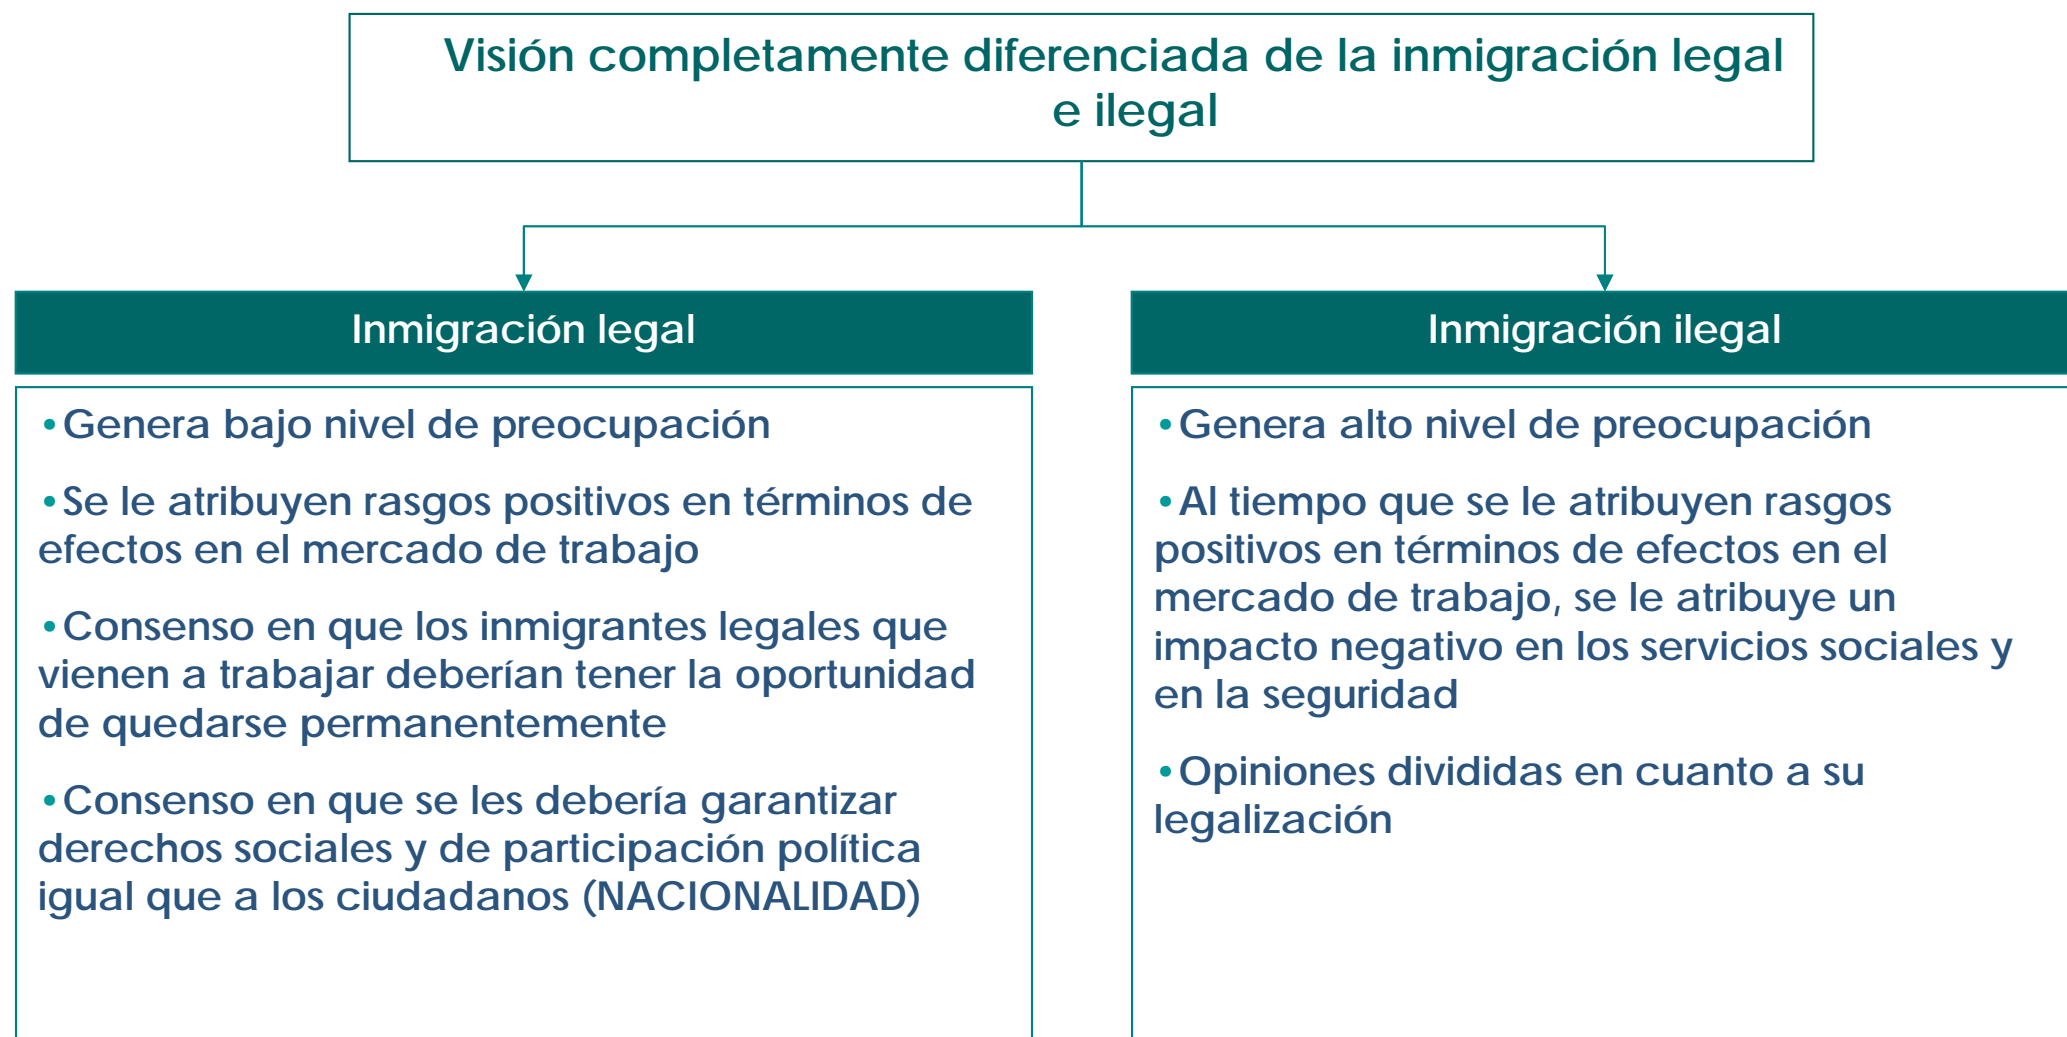 Visión completamente diferenciada de la inmigración legal
e ilegal
Inmigración legal
•Genera bajo nivel de preocupación
•Se le atribuyen rasgos positivos en términos de
efectos en el mercado de trabajo
•Consenso en que los inmigrantes legales que
vienen a trabajar deberían tener la oportunidad
de quedarse permanentemente
•Consenso en que se les debería garantizar
derechos sociales y de participación política
igual que a los ciudadanos (NACIONALIDAD)
Inmigración ilegal
•Genera alto nivel de preocupación
•Al tiempo que se le atribuyen rasgos
positivos en términos de efectos en el
mercado de trabajo, se le atribuye un
impacto negativo en los servicios sociales y
en la seguridad
•Opiniones divididas en cuanto a su
legalización